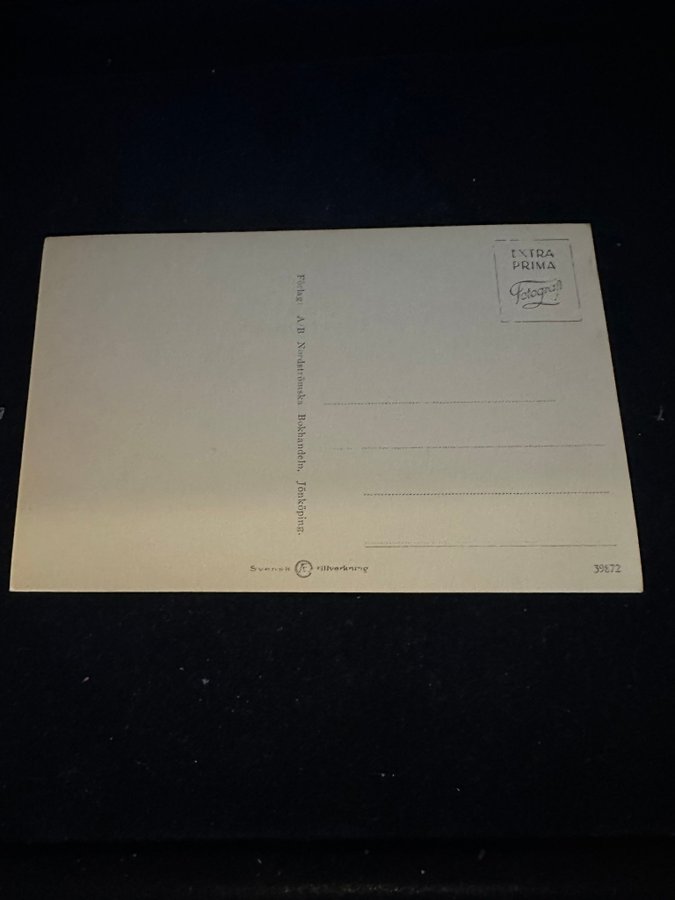 EXTRA
PRIMA
Fotografi
Förlag: A/B Nordströmska Bokhandeln, Jönköping.
Svensk Æ tillverkning
39872